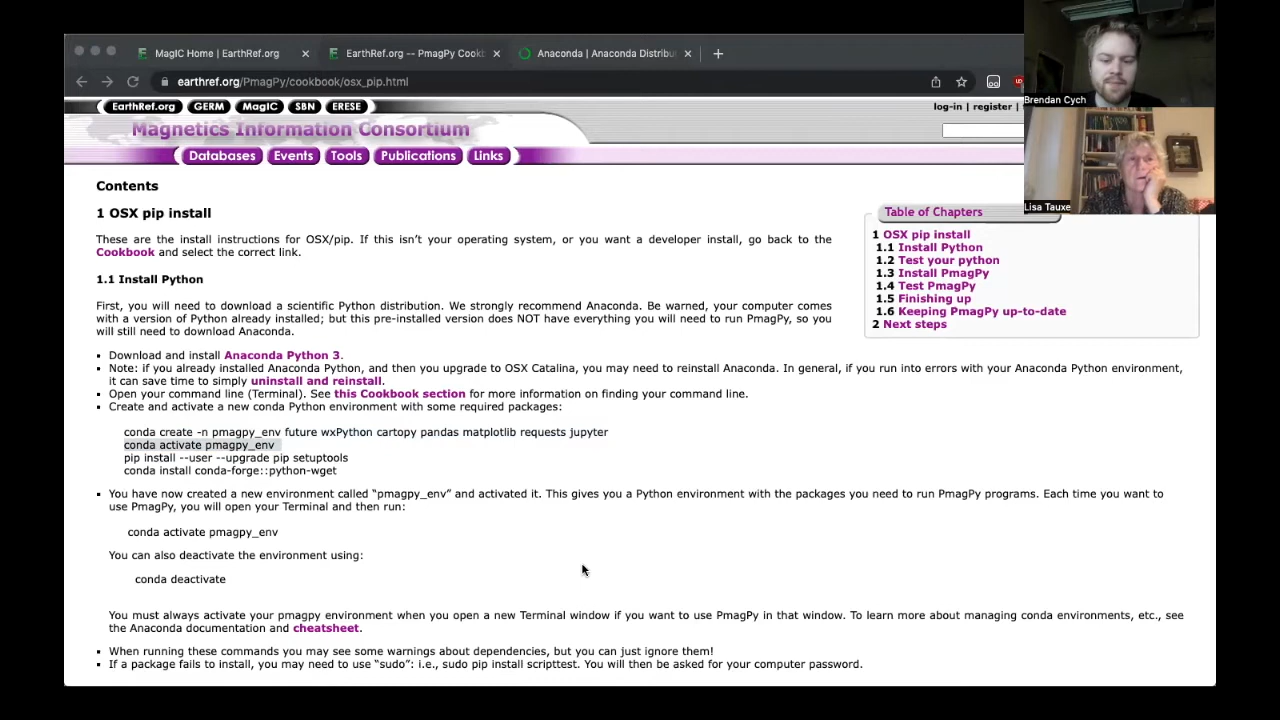 MagIC Home | EarthRef.org
EarthRef.org -- PmagPy Cookb
Anaconda | Anaconda Distribu
earthref.org/PmagPy/cookbook/osx_pip.html
EarthRef.org GERM MagIC SBN ERESE
log-in | register |
Magnetics Information Consortium
Databases Events Tools Publications Links
Brendan Cych
Lisa Tauxe
Contents
1 OSX pip install
These are the install instructions for OSX/pip. If this isn't your operating system, or you want a developer install, go back to the
Cookbook and select the correct link.
1.1 Install Python
First, you will need to download a scientific Python distribution. We strongly recommend Anaconda. Be warned, your computer comes
with a version of Python already installed; but this pre-installed version does NOT have everything you will need to run PmagPy, so you
will still need to download Anaconda.
Table of Chapters
1 OSX pip install
1.1 Install Python
1.2 Test your python
1.3 Install PmagPy
1.4 Test PmagPy
1.5 Finishing up
1.6 Keeping PmagPy up-to-date
2 Next steps
▪ Download and install Anaconda Python 3.
▪ Note: if you already installed Anaconda Python, and then you upgrade to OSX Catalina, you may need to reinstall Anaconda. In general, if you run into errors with your Anaconda Python environment,
it can save time to simply uninstall and reinstall.
▪ Open your command line (Terminal). See this Cookbook section for more information on finding your command line.
▪ Create and activate a new conda Python environment with some required packages:
conda create -n pmagpy_env future wxPython cartopy pandas matplotlib requests jupyter
conda activate pmagpy_env
pip install --user --upgrade pip setuptools
conda install conda-forge::python-wget
▪ You have now created a new environment called "pmagpy_env" and activated it. This gives you a Python environment with the packages you need to run PmagPy programs. Each time you want to
use PmagPy, you will open your Terminal and then run:
conda activate pmagpy_env
You can also deactivate the environment using:
conda deactivate
You must always activate your pmagpy environment when you open a new Terminal window if you want to use PmagPy in that window. To learn more about managing conda environments, etc., see
the Anaconda documentation and cheatsheet.
▪ When running these commands you may see some warnings about dependencies, but you can just ignore them!
▪ If a package fails to install, you may need to use "sudo": i.e., sudo pip install scripttest. You will then be asked for your computer password.